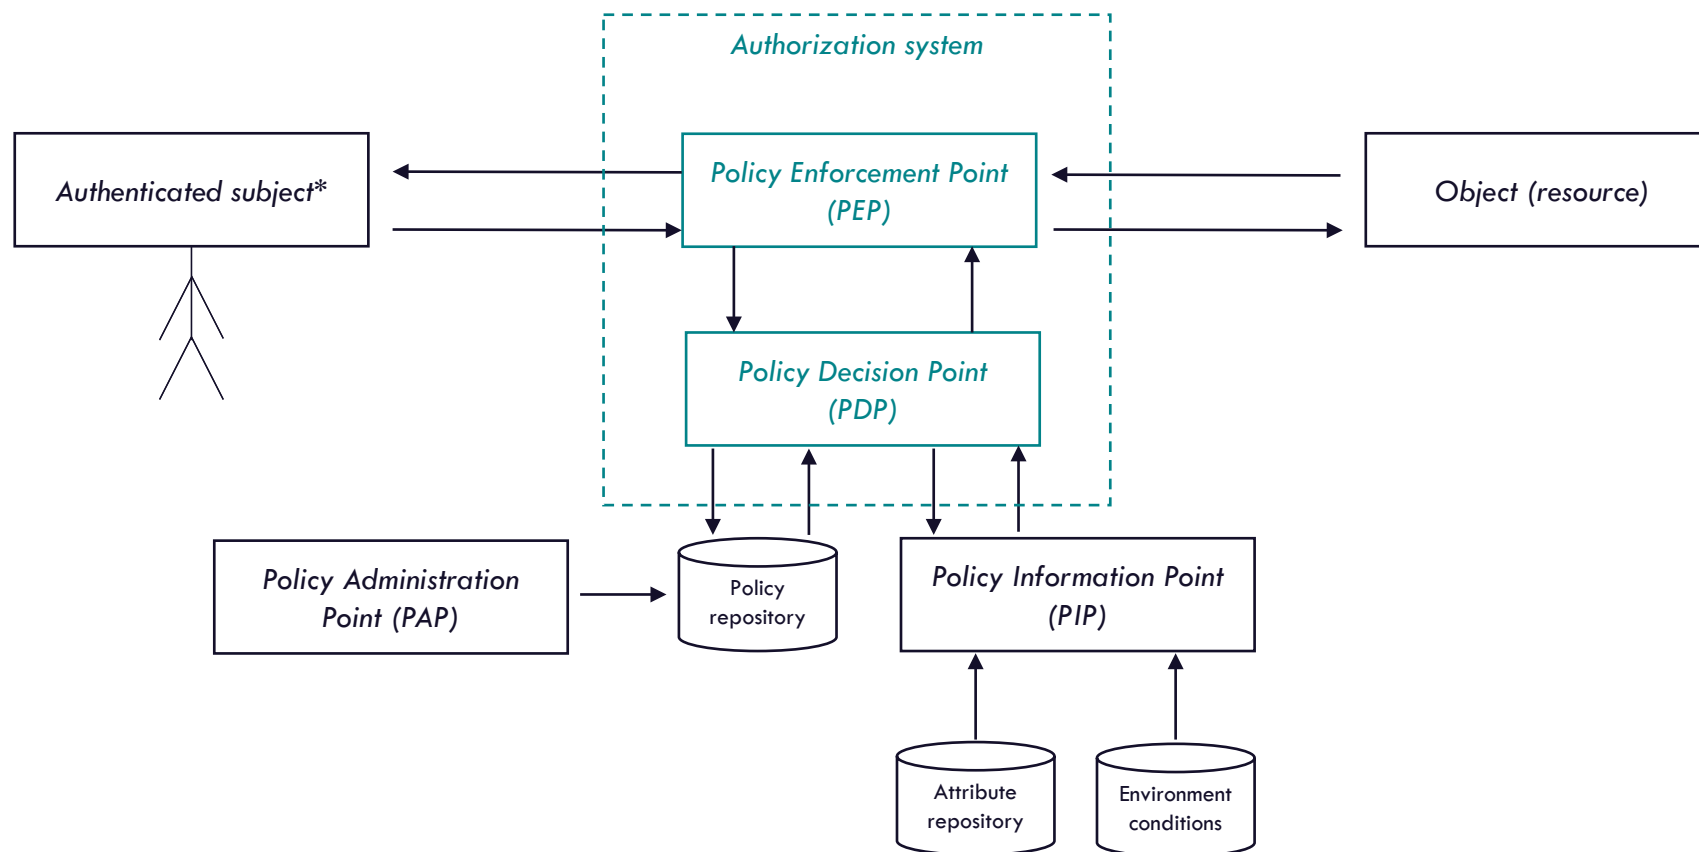 Authorization system
Authenticated subject*
Policy Enforcement Point
(PEP)
Object (resource)
Policy Decision Point
(PDP)
Policy Administration
Point (PAP)
Policy
repository
Policy Information Point
(PIP)
Attribute
repository
Environment
conditions